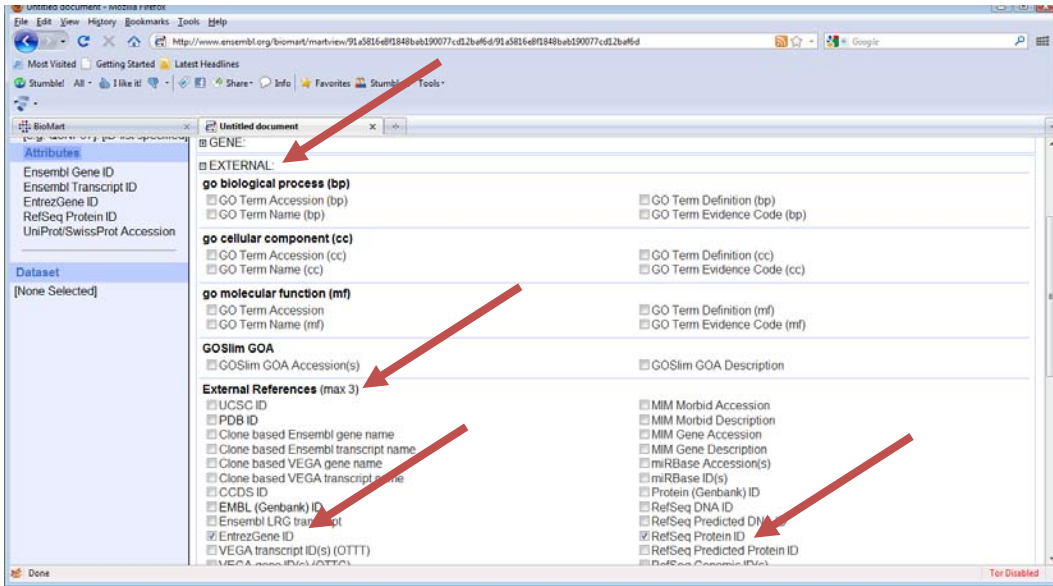 Untitled document - Mozilla Firefox
File Edit View History Bookmarks Tools Help
http://www.ensembl.org/biomart/martview/91a5816e8f1848bab190077cd12baf6d/91a5816e8f1848bab190077cd12baf6d
Google
Most Visited Getting Started Latest Headlines
Stumble! All I like it! Share Info Favorites Stumbl Tools
BioMart
Untitled document
Attributes
Ensembl Gene ID
Ensembl Transcript ID
EntrezGene ID
RefSeq Protein ID
UniProt/SwissProt Accession
Dataset
[None Selected]
GENE:
EXTERNAL:
go biological process (bp)
GO Term Accession (bp) GO Term Definition (bp)
GO Term Name (bp) GO Term Evidence Code (bp)
go cellular component (cc)
GO Term Accession (cc) GO Term Definition (cc)
GO Term Name (cc) GO Term Evidence Code (cc)
go molecular function (mf)
GO Term Accession GO Term Definition (mf)
GO Term Name (mf) GO Term Evidence Code (mf)
GOSlim GOA
GOSlim GOA Accession(s) GOSlim GOA Description
External References (max 3)
UCSC ID MIM Morbid Accession
PDB ID MIM Morbid Description
Clone based Ensembl gene name MIM Gene Accession
Clone based Ensembl transcript name MIM Gene Description
Clone based VEGA gene name miRBase Accession(s)
Clone based VEGA transcript name miRBase ID(s)
CCDS ID Protein (Genbank) ID
EMBL (Genbank) ID RefSeq DNA ID
Ensembl LRG transcript RefSeq Predicted DNA ID
EntrezGene ID RefSeq Protein ID
VEGA transcript ID(s) (OTTT) RefSeq Predicted Protein ID
VEGA gene ID(s) (OTTG) RefSeq Genomic ID(s)
Done Tor Disabled